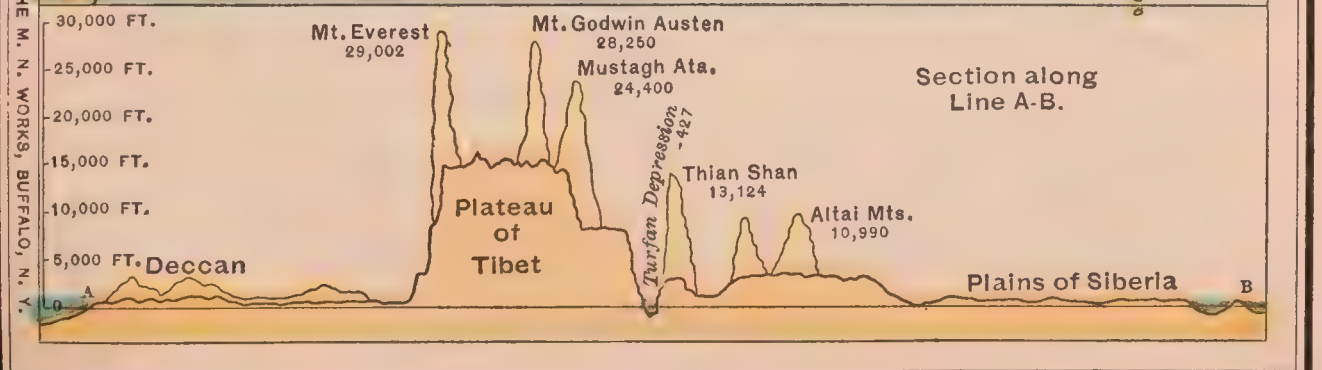 HE M. N. WORKS, BUFFALO, N. Y.
30,000 FT.
25,000 FT.
20,000 FT.
15,000 FT.
10,000 FT.
5,000 FT.
0
A
Deccan
Mt. Everest
29,002
Mt. Godwin Austen
28,250
Mustagh Ata.
24,400
Plateau
of
Tibet
Turfan Depression
-427
Thian Shan
13,124
Altai Mts.
10,990
Section along
Line A-B.
Plains of Siberia
B